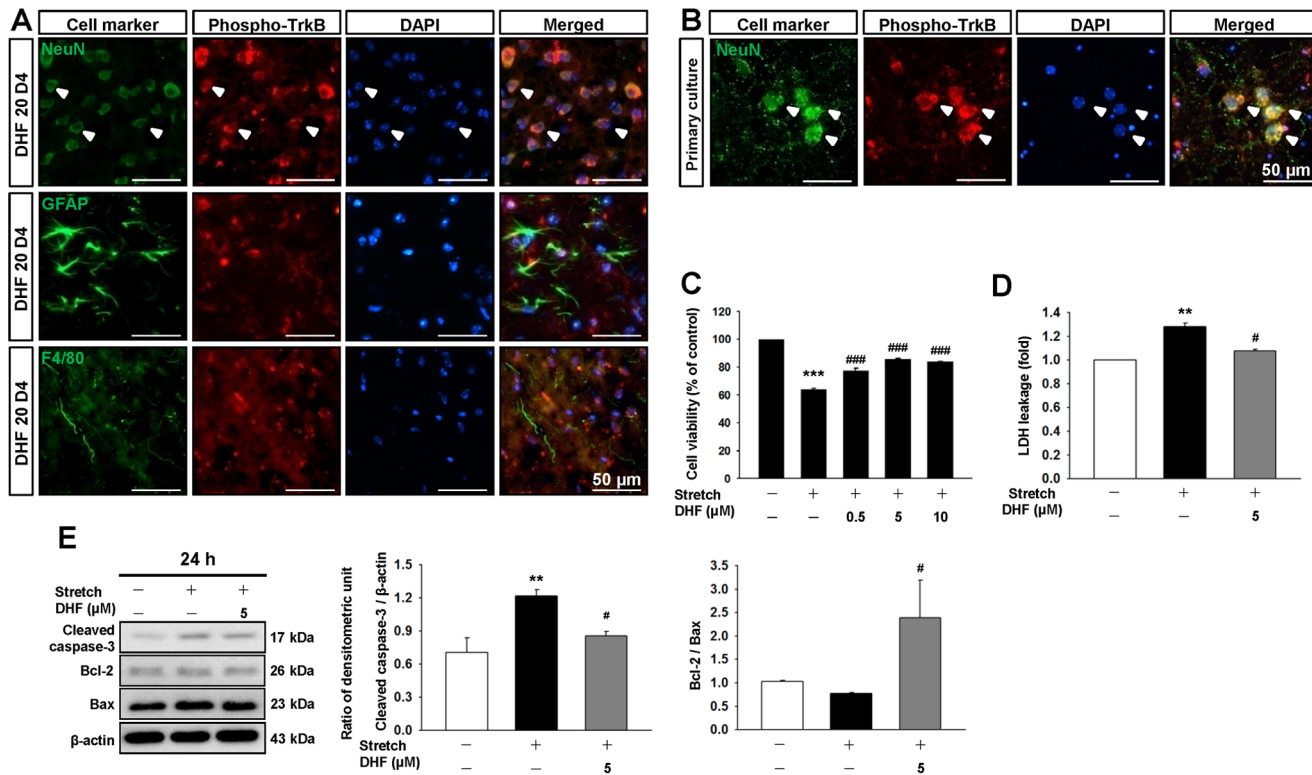 A
Cell marker
Phospho-TrkB
DAPI
Merged
DHF 20 D4
NeuN
DHF 20 D4
GFAP
DHF 20 D4
F4/80
50 µm
B
Cell marker
Phospho-TrkB
DAPI
Merged
Primary culture
NeuN
50 µm
C
Cell viability (% of control)
120
100
80
60
40
20
0
***
###
###
###
Stretch − + + + +
DHF (µM) − − 0.5 5 10
D
LDH leakage (fold)
1.4
1.2
1.0
0.8
0.6
0.4
0.2
0.0
**
#
Stretch − + +
DHF (µM) − − 5
E
24 h
Stretch − + +
DHF (µM) − − 5
Cleaved
caspase-3
17 kDa
Bcl-2
26 kDa
Bax
23 kDa
β-actin
43 kDa
Ratio of densitometric unit
Cleaved caspase-3 / β-actin
1.5
1.2
0.9
0.6
0.3
0.0
**
#
Stretch − + +
DHF (µM) − − 5
Bcl-2 / Bax
3.5
3.0
2.5
2.0
1.5
1.0
0.5
0.0
#
− + +
− − 5